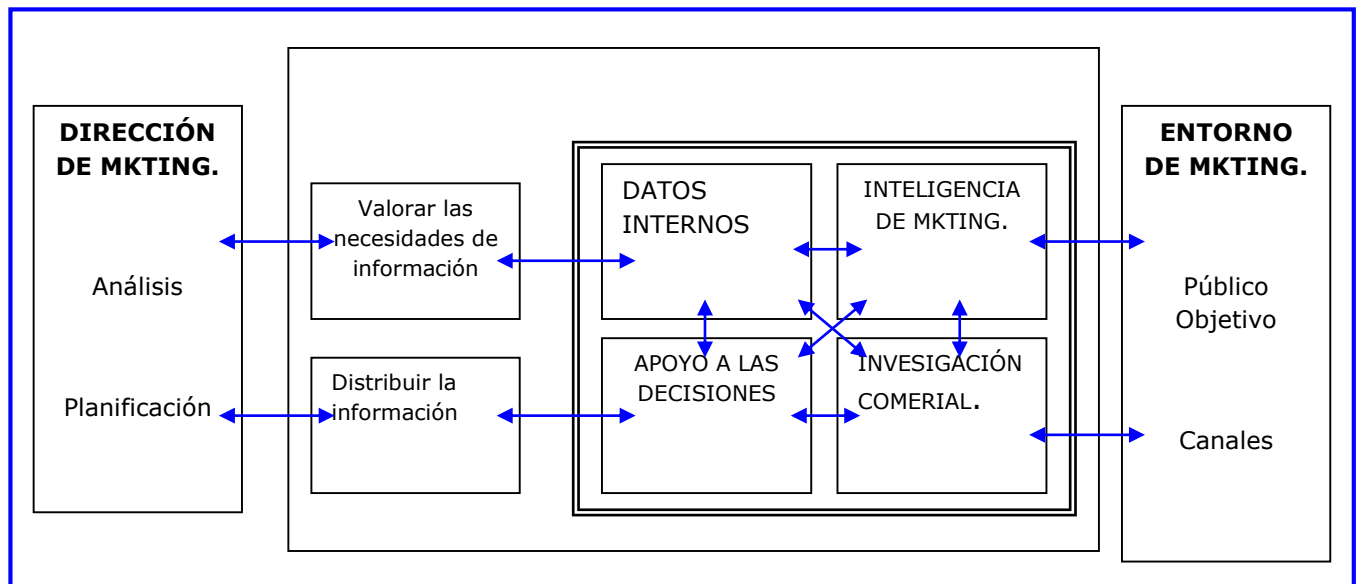 DIRECCIÓN
DE MKTING.
Análisis
Planificación
Valorar las
necesidades de
información
Distribuir la
información
DATOS
INTERNOS
INTELIGENCIA
DE MKTING.
APOYO A LAS
DECISIONES
INVESIGACIÓN
COMERIAL.
ENTORNO
DE MKTING.
Público
Objetivo
Canales